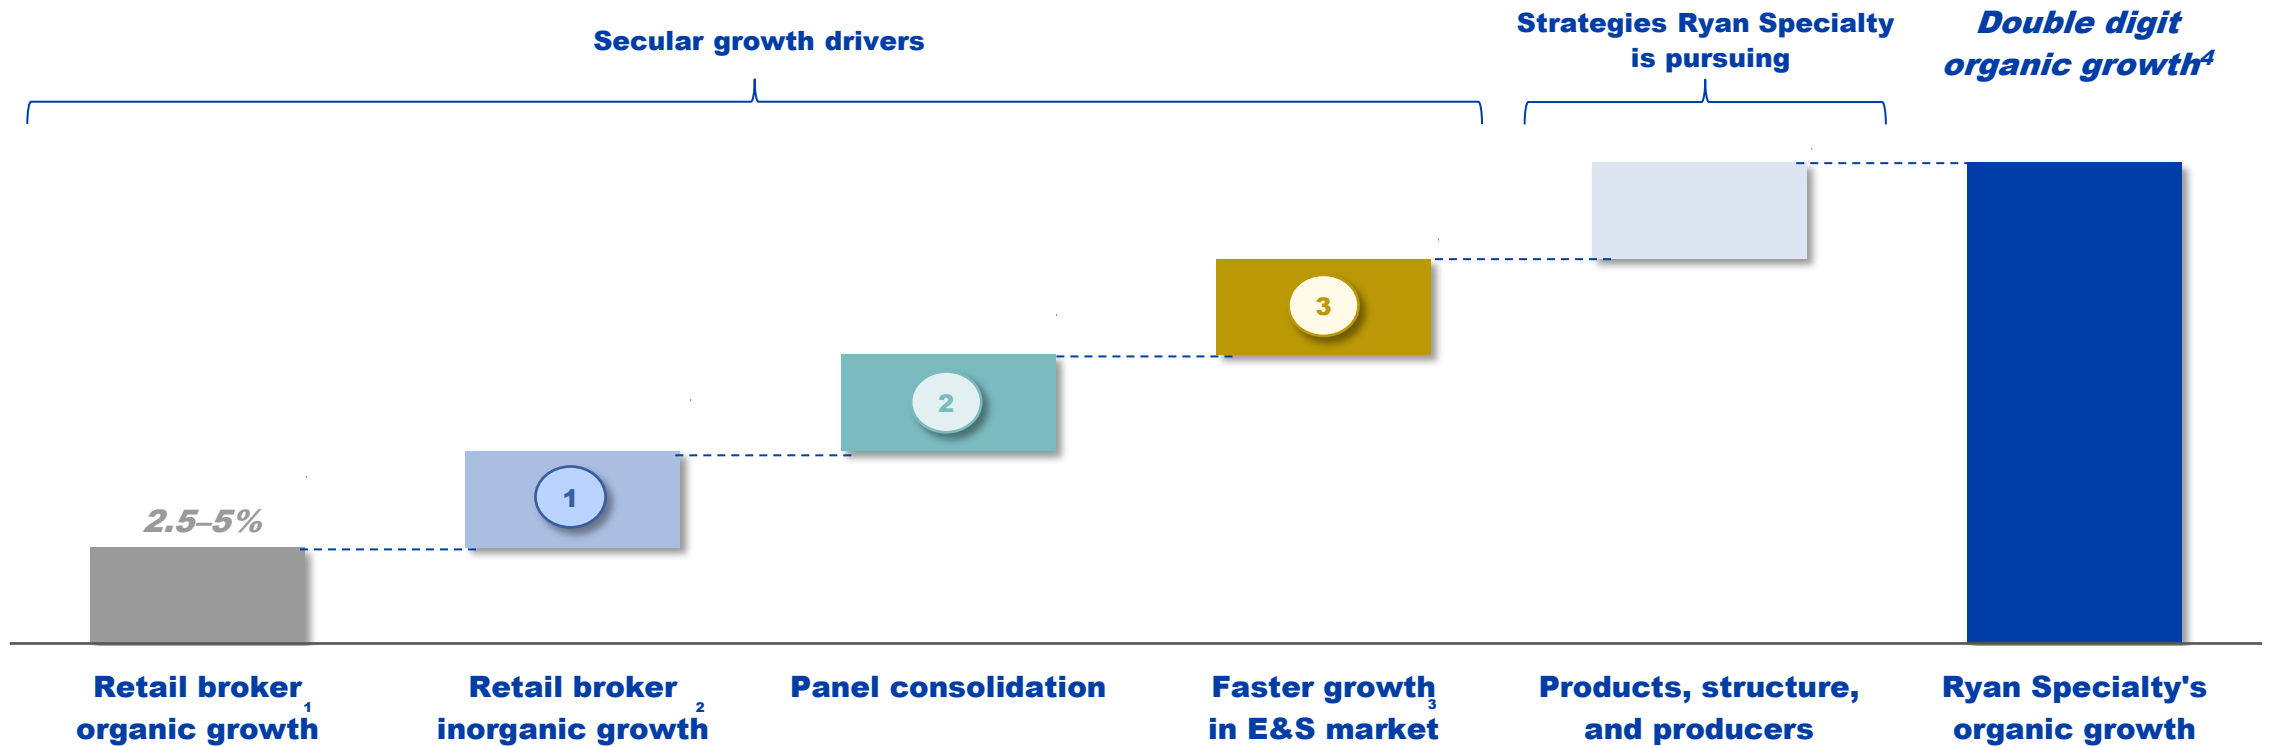 Secular growth drivers
Strategies Ryan Specialty
is pursuing
Double digit
organic growth4
2.5–5%
1
2
3
Retail broker
organic growth1
Retail broker
inorganic growth2
Panel consolidation
Faster growth3
in E&S market
Products, structure,
and producers
Ryan Specialty's
organic growth